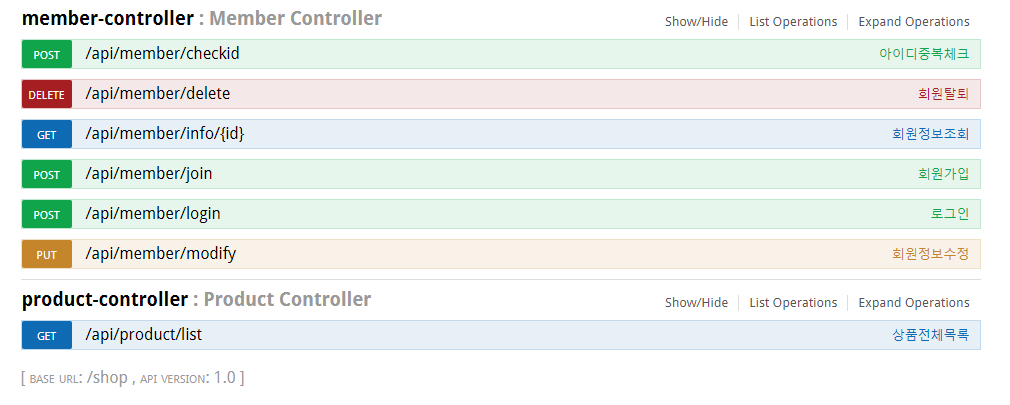 member-controller : Member Controller Show/Hide List Operations Expand Operations
POST /api/member/checkid 아이디중복체크
DELETE /api/member/delete 회원탈퇴
GET /api/member/info/{id} 회원정보조회
POST /api/member/join 회원가입
POST /api/member/login 로그인
PUT /api/member/modify 회원정보수정
product-controller : Product Controller Show/Hide List Operations Expand Operations
GET /api/product/list 상품전체목록
[ BASE URL: /shop , API VERSION: 1.0 ]